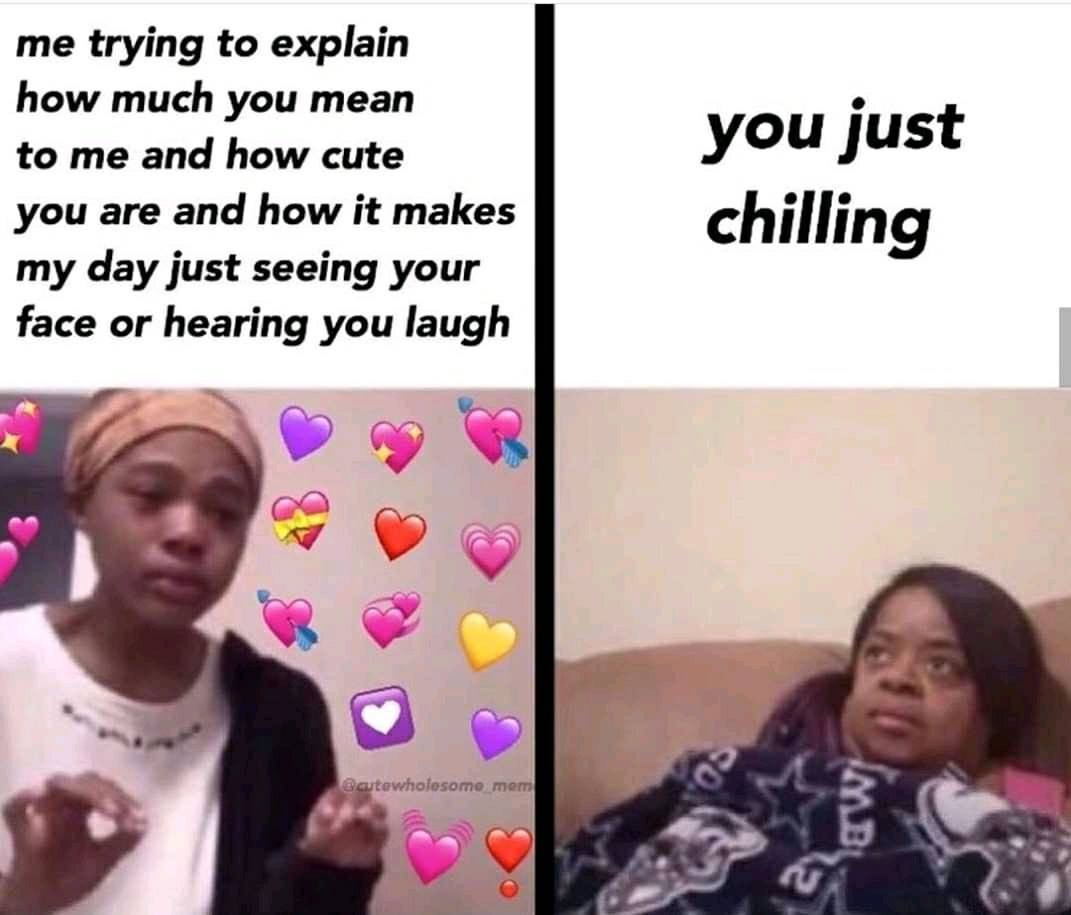 me trying to explain
how much you mean
to me and how cute
you are and how it makes
my day just seeing your
face or hearing you laugh
you just
chilling
@cutewholesome_mem